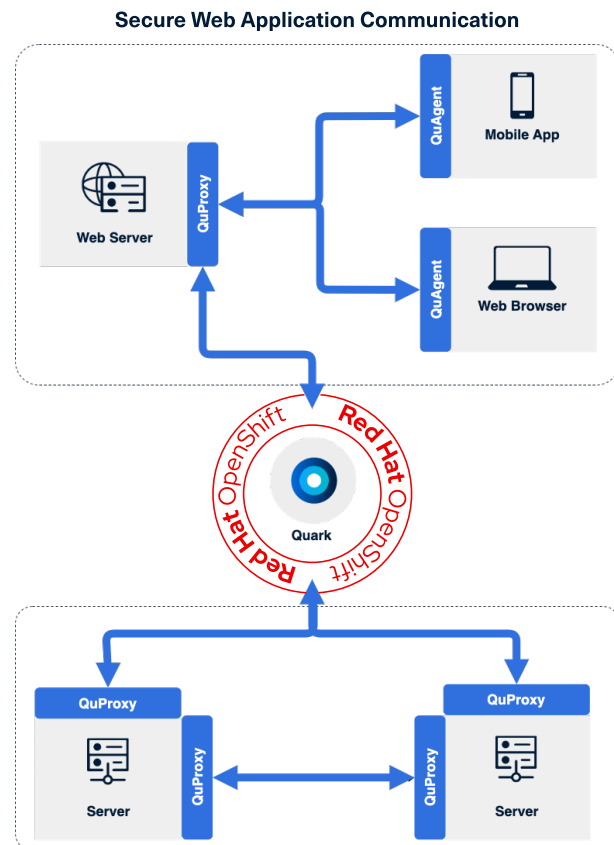 Secure Web Application Communication
QuAgent
Mobile App
QuProxy
Web Server
QuAgent
Web Browser
Red Hat OpenShift
Red Hat OpenShift
Quark
QuProxy
QuProxy
Server
QuProxy
QuProxy
Server